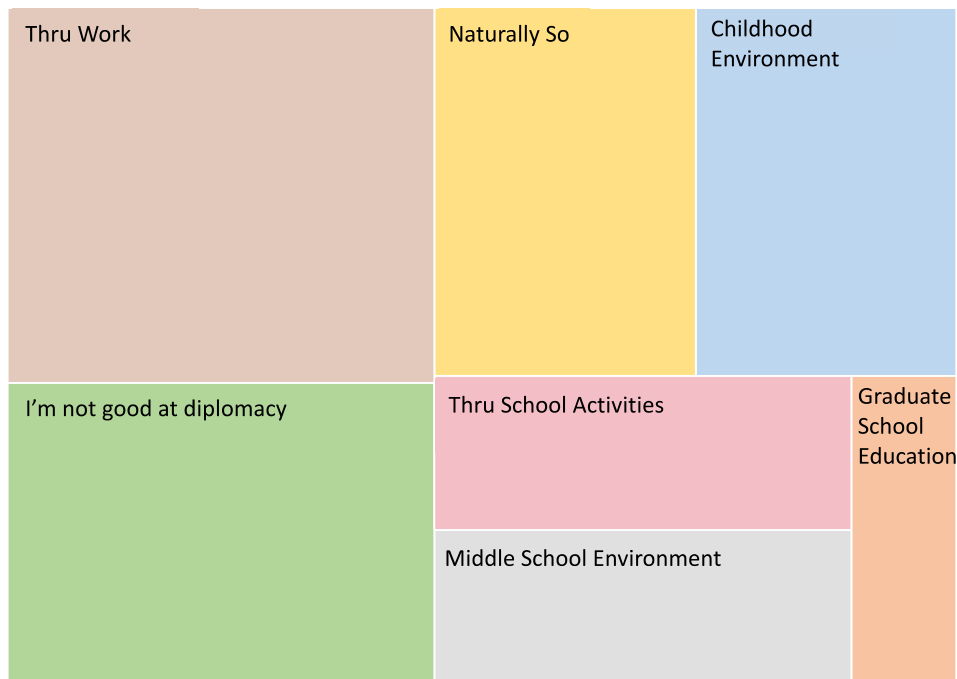 Thru Work
Naturally So
Childhood
Environment
I'm not good at diplomacy
Thru School Activities
Graduate
School
Education
Middle School Environment